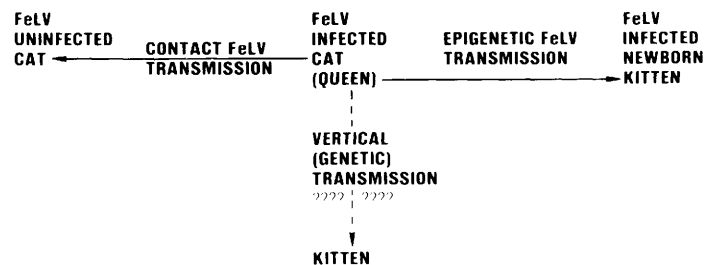 FeLV
UNINFECTED
CAT
CONTACT FeLV
TRANSMISSION
FeLV
INFECTED
CAT
(QUEEN)
EPIGENETIC FeLV
TRANSMISSION
FeLV
INFECTED
NEWBORN
KITTEN
VERTICAL
(GENETIC)
TRANSMISSION
???? ????
KITTEN